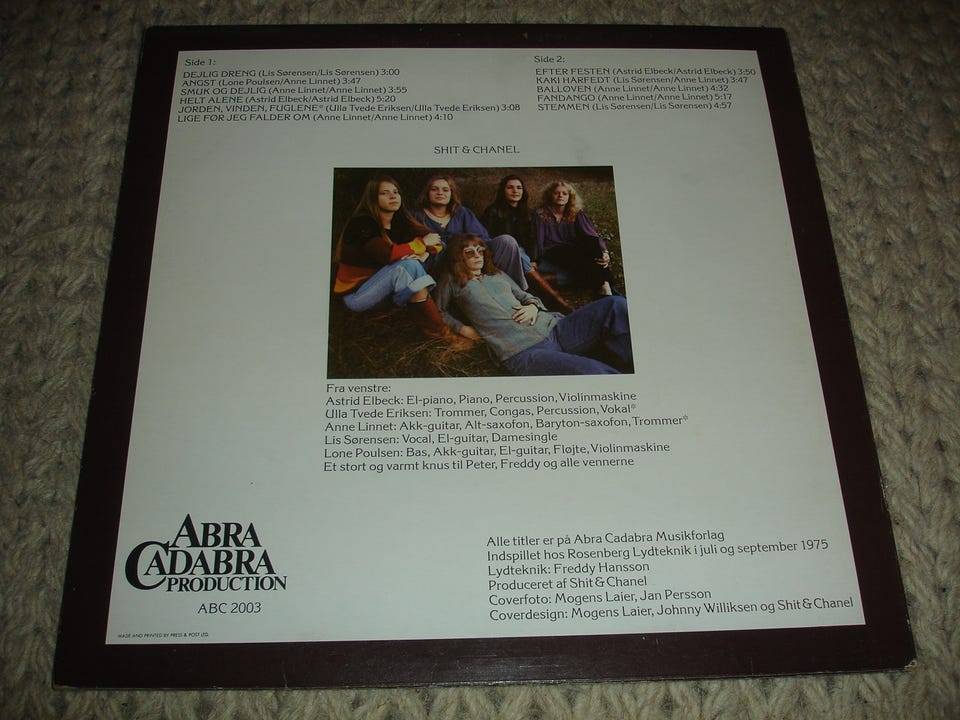 Side 1:
DEJLIG DRENG (Lis Sørensen/Lis Sørensen) 3:00
ANGST (Lone Poulsen/Anne Linnet) 3:47
SMUK OG DEJLIG (Anne Linnet/Anne Linnet) 3:55
HELT ALENE (Astrid Elbeck/Astrid Elbeck) 5:20
JORDEN, VINDEN, FUGLENE* (Ulla Tvede Eriksen/Ulla Tvede Eriksen) 3:08
LIGE FØR JEG FALDER OM (Anne Linnet/Anne Linnet) 4:10
Side 2:
EFTER FESTEN (Astrid Elbeck/Astrid Elbeck) 3:50
KAKI HARFEDT (Lis Sørensen/Anne Linnet) 3:47
BALLØVEN (Anne Linnet/Anne Linnet) 4:32
FANDANGO (Anne Linnet/Anne Linnet) 5:17
STEMMEN (Lis Sørensen/Lis Sørensen) 4:57
SHIT & CHANEL
Fra venstre:
Astrid Elbeck: El-piano, Piano, Percussion, Violinmaskine
Ulla Tvede Eriksen: Trommer, Congas, Percussion, Vokal*
Anne Linnet: Akk-guitar, Alt-saxofon, Baryton-saxofon, Trommer*
Lis Sørensen: Vocal, El-guitar, Damesingle
Lone Poulsen: Bas, Akk-guitar, El-guitar, Fløjte, Violinmaskine
Et stort og varmt knus til Peter, Freddy og alle vennerne
ABRA
CADABRA
PRODUCTION
ABC 2003
Alle titler er på Abra Cadabra Musikforlag
Indspillet hos Rosenberg Lydteknik i juli og september 1975
Lydteknik: Freddy Hansson
Produceret af Shit & Chanel
Coverfoto: Mogens Laier, Jan Persson
Coverdesign: Mogens Laier, Johnny Williksen og Shit & Chanel
MADE AND PRINTED BY PRESS & POST LTD.